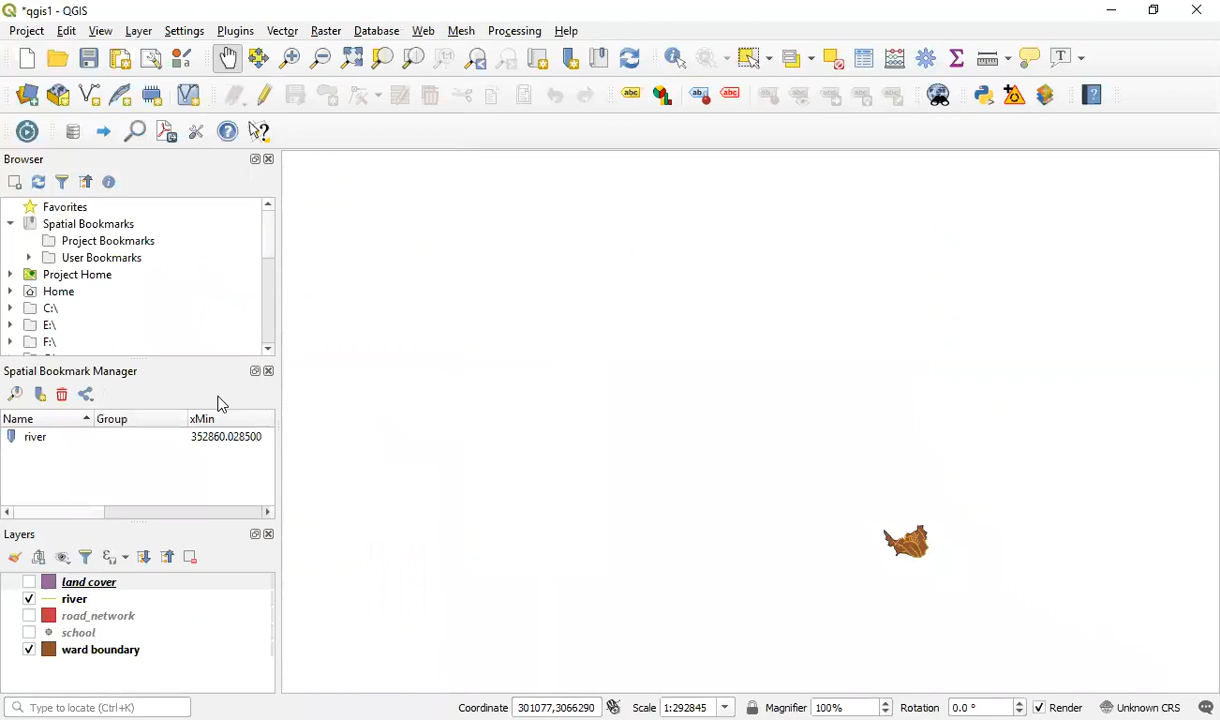 *qgis1 - QGIS
Project Edit View Layer Settings Plugins Vector Raster Database Web Mesh Processing Help
Browser
Favorites
Spatial Bookmarks
Project Bookmarks
User Bookmarks
Project Home
Home
C:\
E:\
F:\
Spatial Bookmark Manager
Name Group xMin
river 352860.028500
Layers
land cover
river
road_network
school
ward boundary
Type to locate (Ctrl+K) Coordinate 301077,3066290 Scale 1:292845 Magnifier 100% Rotation 0.0 ° Render Unknown CRS